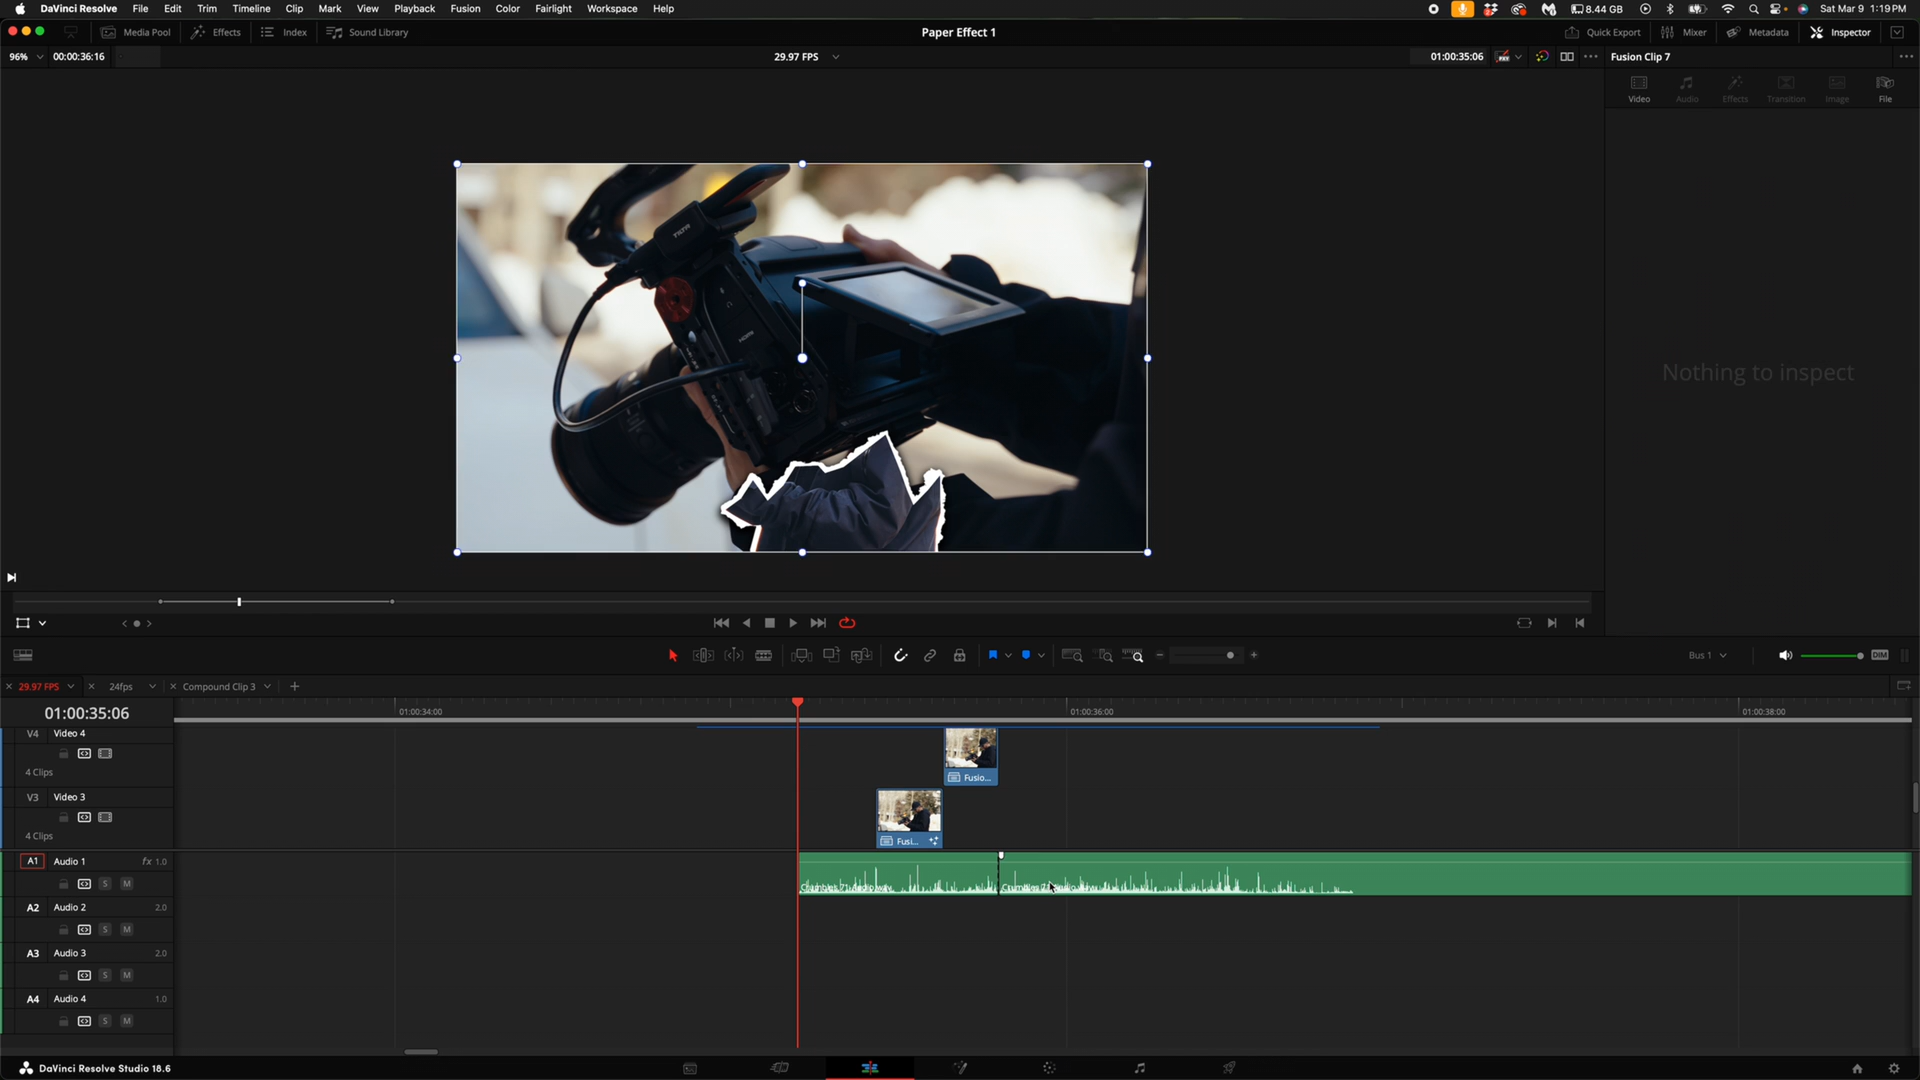 DaVinci Resolve File Edit Trim Timeline Clip Mark View Playback Fusion Color Fairlight Workspace Help 8.44 GB Sat Mar 9 1:19 PM
Media Pool Effects Index Sound Library Paper Effect 1 Quick Export Mixer Metadata Inspector
96% 00:00:36:16 29.97 FPS 01:00:35:06 Fusion Clip 7
Video Audio Effects Transition Image File
Nothing to inspect
Bus 1 DIM
29.97 FPS 24fps Compound Clip 3
01:00:35:06 01:00:34:00 01:00:36:00 01:00:38:00
V4 Video 4
4 Clips
Fusio...
V3 Video 3
4 Clips
Fusi...
A1 Audio 1 fx 1.0
S M
A2 Audio 2 2.0
S M
A3 Audio 3 2.0
S M
A4 Audio 4 1.0
S M
DaVinci Resolve Studio 18.6